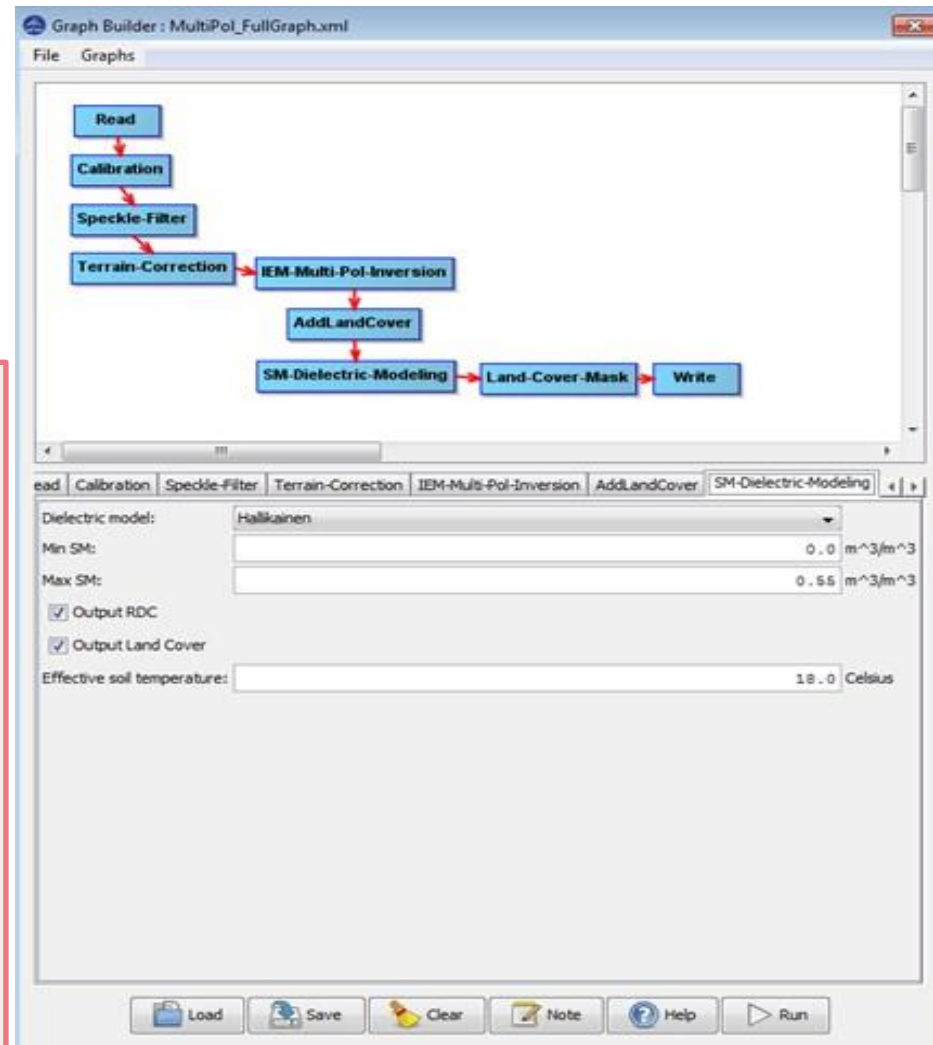 Graph Builder : MultiPol_FullGraph.xml
File Graphs
Read
Calibration
Speckle-Filter
Terrain-Correction IEM-Multi-Pol-Inversion
AddLandCover
SM-Dielectric-Modeling Land-Cover-Mask Write
ead Calibration Speckle-Filter Terrain-Correction IEM-Multi-Pol-Inversion AddLandCover SM-Dielectric-Modeling
Dielectric model: Hallikainen
Min SM: 0.0 m^3/m^3
Max SM: 0.55 m^3/m^3
Output RDC
Output Land Cover
Effective soil temperature: 18.0 Celsius
Load Save Clear Note Help Run